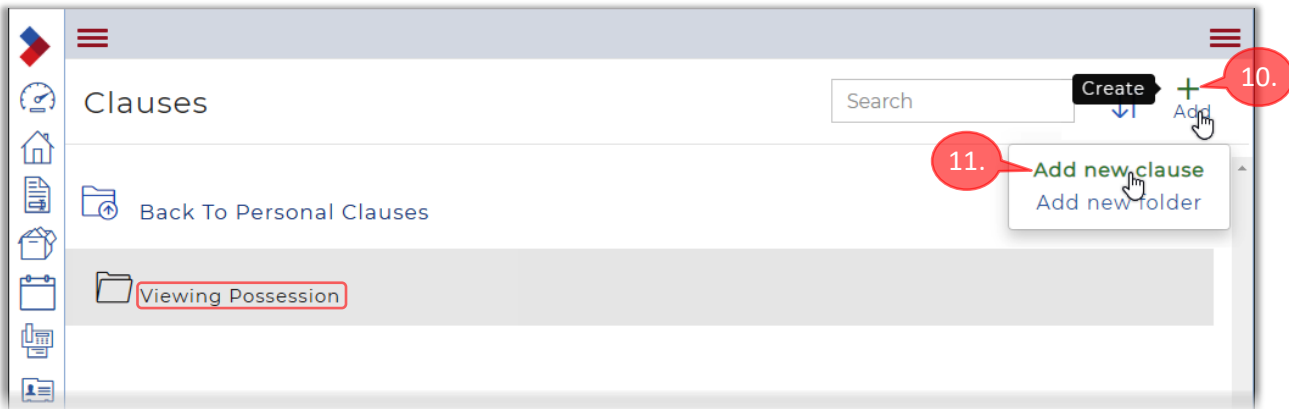 Clauses
Search
Create
Add
10.
11.
Add new clause
Add new folder
Back To Personal Clauses
Viewing Possession